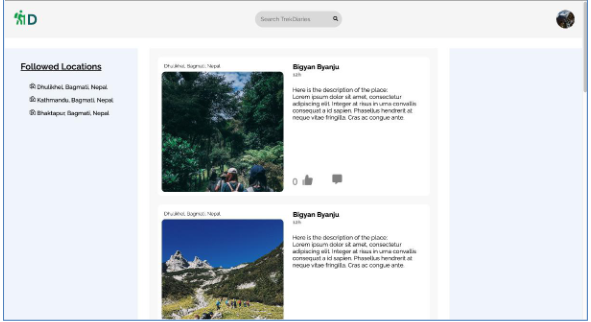 D
Search TrekDiaries
Followed Locations
Dhulikhel, Bagmati, Nepal
Kathmandu, Bagmati, Nepal
Bhaktapur, Bagmati, Nepal
Dhulikhel, Bagmati, Nepal
Bigyan Byanju
Here is the description of the place:
Lorem ipsum dolor sit amet, consectetur
adipiscing elit. Integer at risus in urna convallis
consequat a id sapien. Phasellus hendrerit at
neque vitae fringilla. Cras ac congue ante.
0
Dhulikhel, Bagmati, Nepal
Bigyan Byanju
Here is the description of the place:
Lorem ipsum dolor sit amet, consectetur
adipiscing elit. Integer at risus in urna convallis
consequat a id sapien. Phasellus hendrerit at
neque vitae fringilla. Cras ac congue ante.